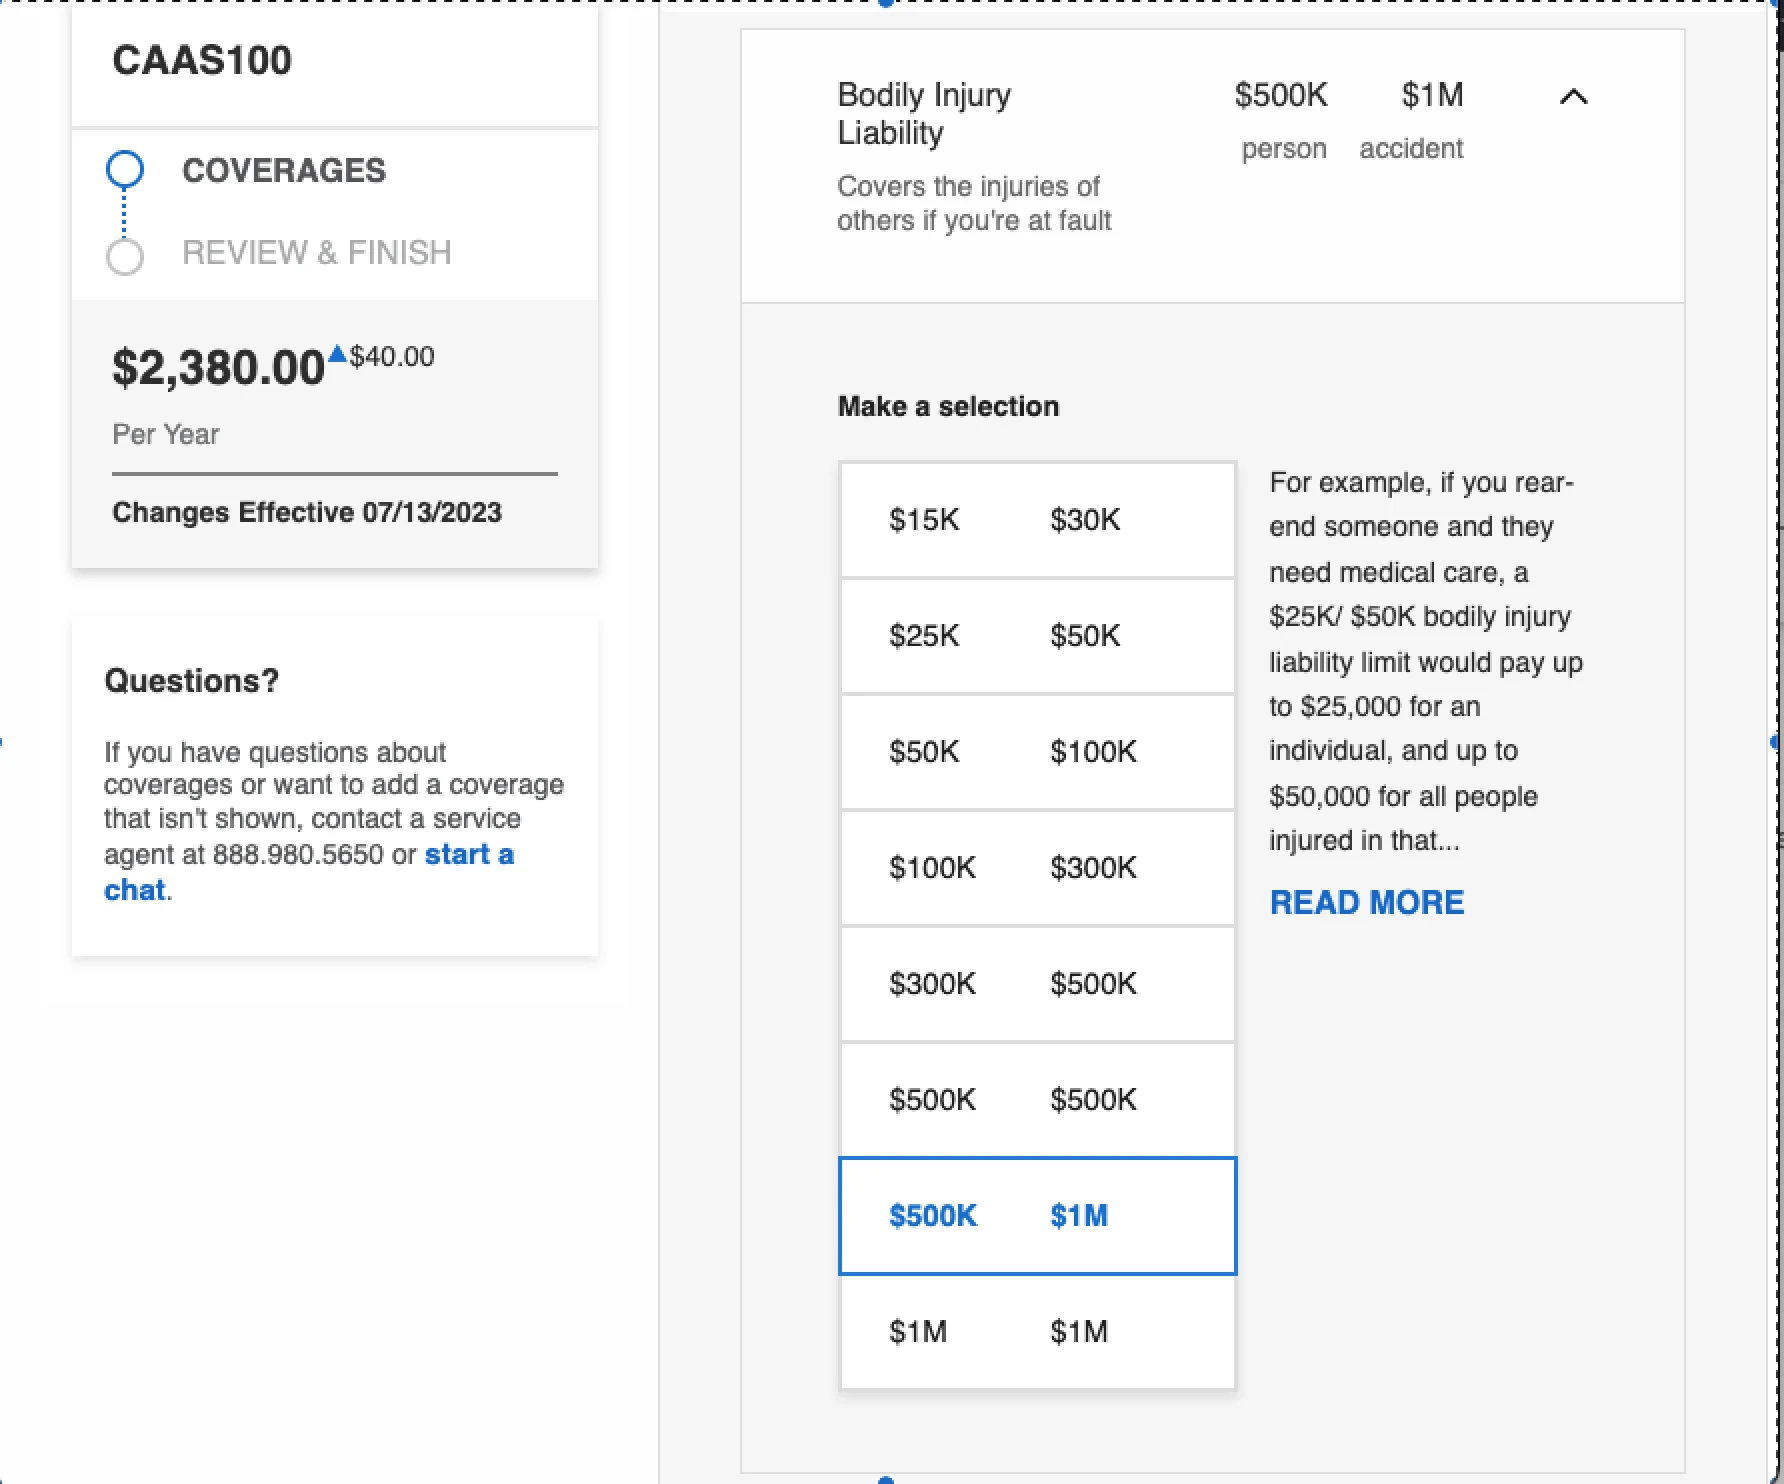 CAAS100
COVERAGES
REVIEW & FINISH
$2,380.00▲$40.00
Per Year
Changes Effective 07/13/2023
Questions?
If you have questions about
coverages or want to add a coverage
that isn't shown, contact a service
agent at 888.980.5650 or start a
chat.
Bodily Injury
Liability
$500K $1M
person accident
Covers the injuries of
others if you're at fault
Make a selection
$15K $30K
$25K $50K
$50K $100K
$100K $300K
$300K $500K
$500K $500K
$500K $1M
$1M $1M
For example, if you rear-
end someone and they
need medical care, a
$25K/ $50K bodily injury
liability limit would pay up
to $25,000 for an
individual, and up to
$50,000 for all people
injured in that...
READ MORE